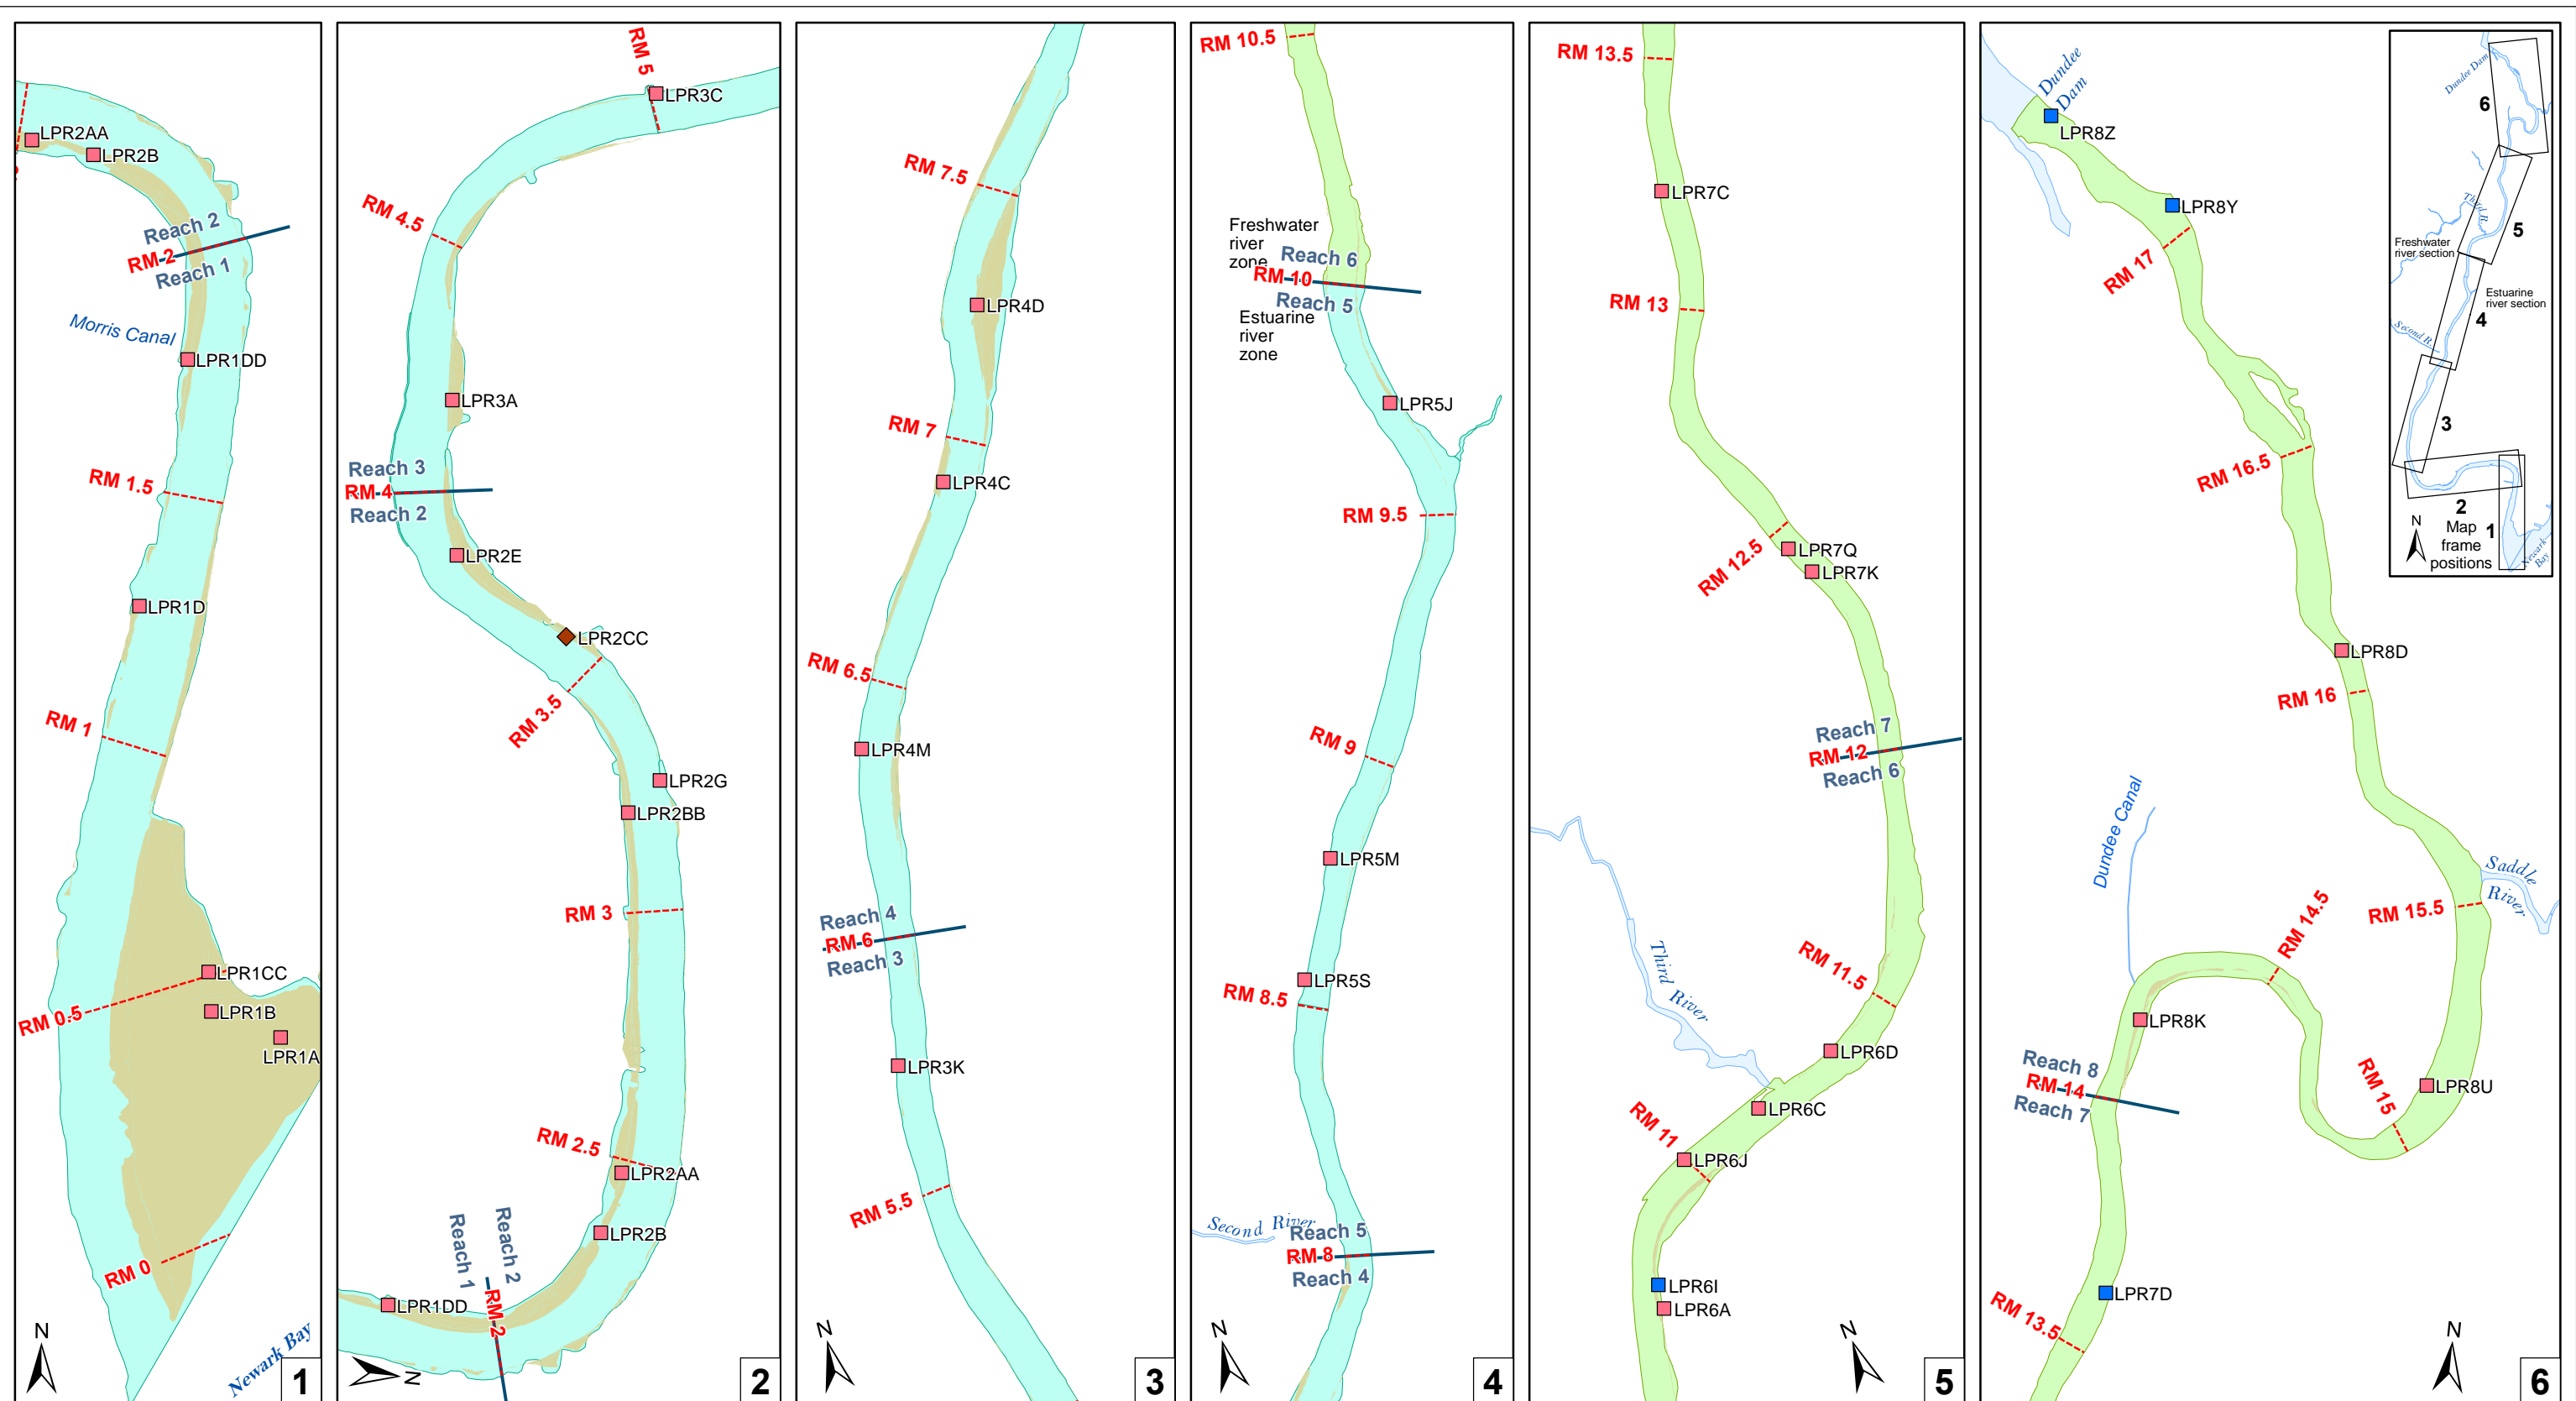 LPR2AA
LPR2B
Reach 2
RM 2
Reach 1
Morris Canal
LPR1DD
RM 1.5
LPR1D
RM 1
LPR1CC
RM 0.5
LPR1B
LPR1A
RM 0
N
Newark Bay
1
RM 5
LPR3C
RM 4.5
LPR3A
Reach 3
RM 4
Reach 2
LPR2E
LPR2CC
RM 3.5
LPR2G
LPR2BB
RM 3
RM 2.5
LPR2AA
LPR2B
Reach 1
Reach 2
RM 2
LPR1DD
N
2
RM 7.5
LPR4D
RM 7
LPR4C
RM 6.5
LPR4M
Reach 4
RM 6
Reach 3
LPR3K
RM 5.5
N
3
RM 10.5
Freshwater
river
zone
Reach 6
RM 10
Reach 5
Estuarine
river
zone
LPR5J
RM 9.5
RM 9
LPR5M
LPR5S
RM 8.5
Second River
Reach 5
RM 8
Reach 4
N
4
RM 13.5
LPR7C
RM 13
RM 12.5
LPR7Q
LPR7K
Reach 7
RM 12
Reach 6
RM 11.5
Third River
LPR6D
LPR6C
RM 11
LPR6J
LPR6I
LPR6A
N
5
Dundee
Dam
LPR8Z
LPR8Y
RM 17
RM 16.5
LPR8D
RM 16
Dundee Canal
Saddle
River
RM 15.5
RM 14.5
LPR8K
Reach 8
RM 14
Reach 7
RM 15
LPR8U
LPR7D
RM 13.5
N
6
Dundee Dam
6
Third R.
5
Freshwater
river section
Estuarine
river section
4
Second R.
3
2
1
N
Map
frame
positions
Newark
Bay